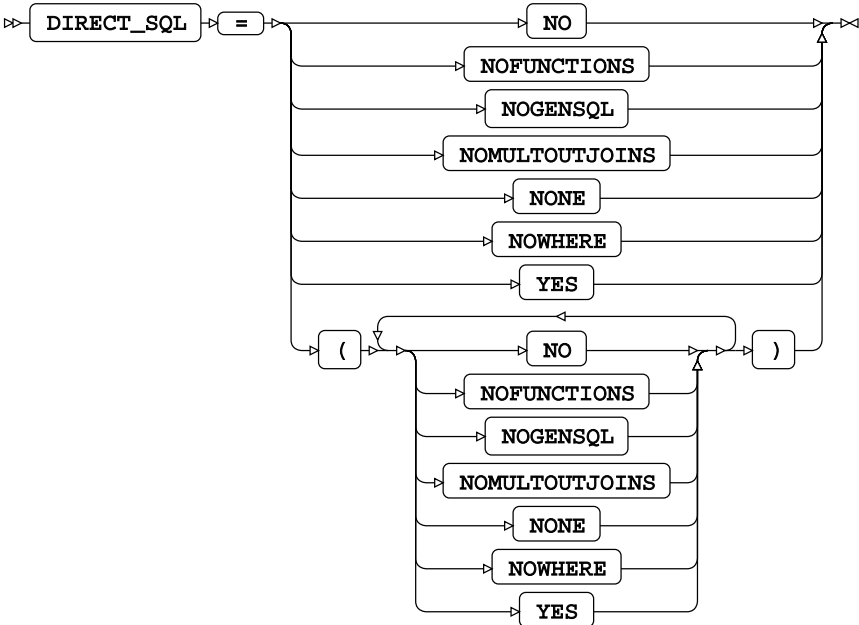 DIRECT_SQL = NO
NOFUNCTIONS
NOGENSQL
NOMULTOUTJOINS
NONE
NOWHERE
YES
( NO )
NOFUNCTIONS
NOGENSQL
NOMULTOUTJOINS
NONE
NOWHERE
YES